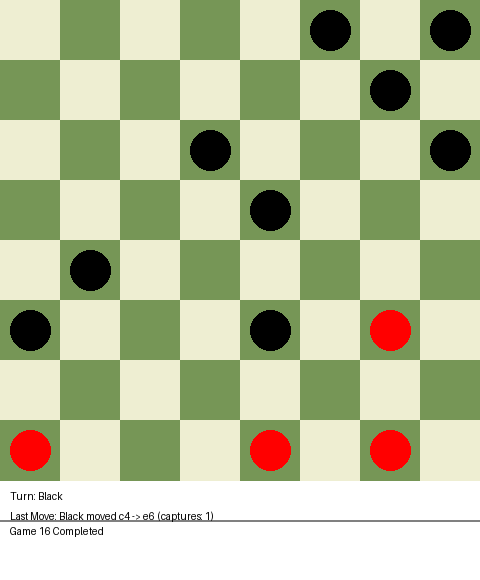 Turn: Black
Last Move: Black moved c4 -> e6 (captures: 1)
Game 16 Completed